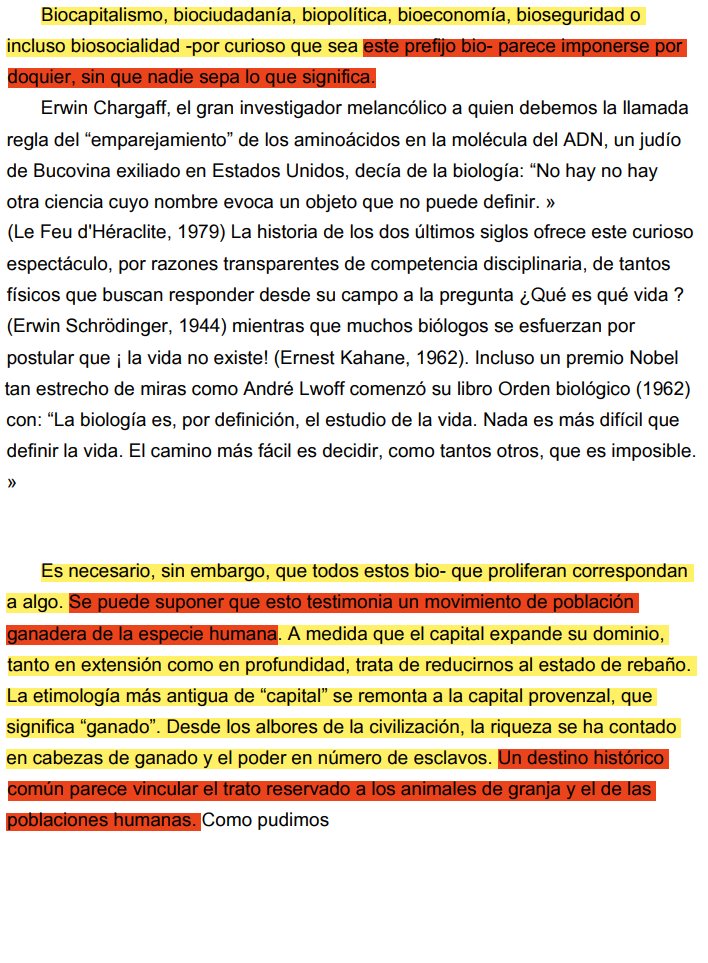 Biocapitalismo, biociudadanía, biopolítica, bioeconomía, bioseguridad o
incluso biosocialidad -por curioso que sea este prefijo bio- parece imponerse por
doquier, sin que nadie sepa lo que significa.
Erwin Chargaff, el gran investigador melancólico a quien debemos la llamada
regla del “emparejamiento” de los aminoácidos en la molécula del ADN, un judío
de Bucovina exiliado en Estados Unidos, decía de la biología: “No hay no hay
otra ciencia cuyo nombre evoca un objeto que no puede definir. »
(Le Feu d'Héraclite, 1979) La historia de los dos últimos siglos ofrece este curioso
espectáculo, por razones transparentes de competencia disciplinaria, de tantos
físicos que buscan responder desde su campo a la pregunta ¿Qué es qué vida ?
(Erwin Schrödinger, 1944) mientras que muchos biólogos se esfuerzan por
postular que ¡ la vida no existe! (Ernest Kahane, 1962). Incluso un premio Nobel
tan estrecho de miras como André Lwoff comenzó su libro Orden biológico (1962)
con: “La biología es, por definición, el estudio de la vida. Nada es más difícil que
definir la vida. El camino más fácil es decidir, como tantos otros, que es imposible.
»
Es necesario, sin embargo, que todos estos bio- que proliferan correspondan
a algo. Se puede suponer que esto testimonia un movimiento de población
ganadera de la especie humana. A medida que el capital expande su dominio,
tanto en extensión como en profundidad, trata de reducirnos al estado de rebaño.
La etimología más antigua de “capital” se remonta a la capital provenzal, que
significa “ganado”. Desde los albores de la civilización, la riqueza se ha contado
en cabezas de ganado y el poder en número de esclavos. Un destino histórico
común parece vincular el trato reservado a los animales de granja y el de las
poblaciones humanas. Como pudimos